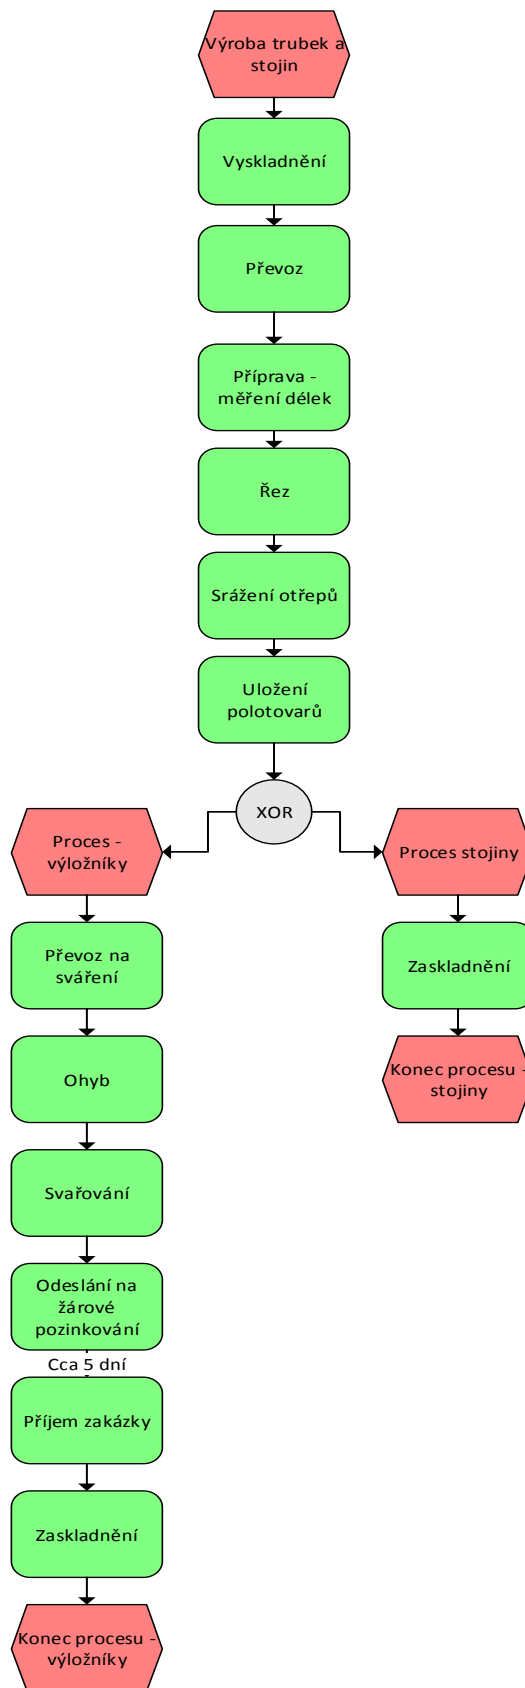 Výroba trubek a
stojin
Vyskladnění
Převoz
Příprava -
měření délek
Řez
Srážení otřepů
Uložení
polotovarů
XOR
Proces -
výložníky
Převoz na
sváření
Ohyb
Svařování
Odeslání na
žárové
pozinkování
Cca 5 dní
Příjem zakázky
Zaskladnění
Konec procesu -
výložníky
Proces stojiny
Zaskladnění
Konec procesu -
stojiny